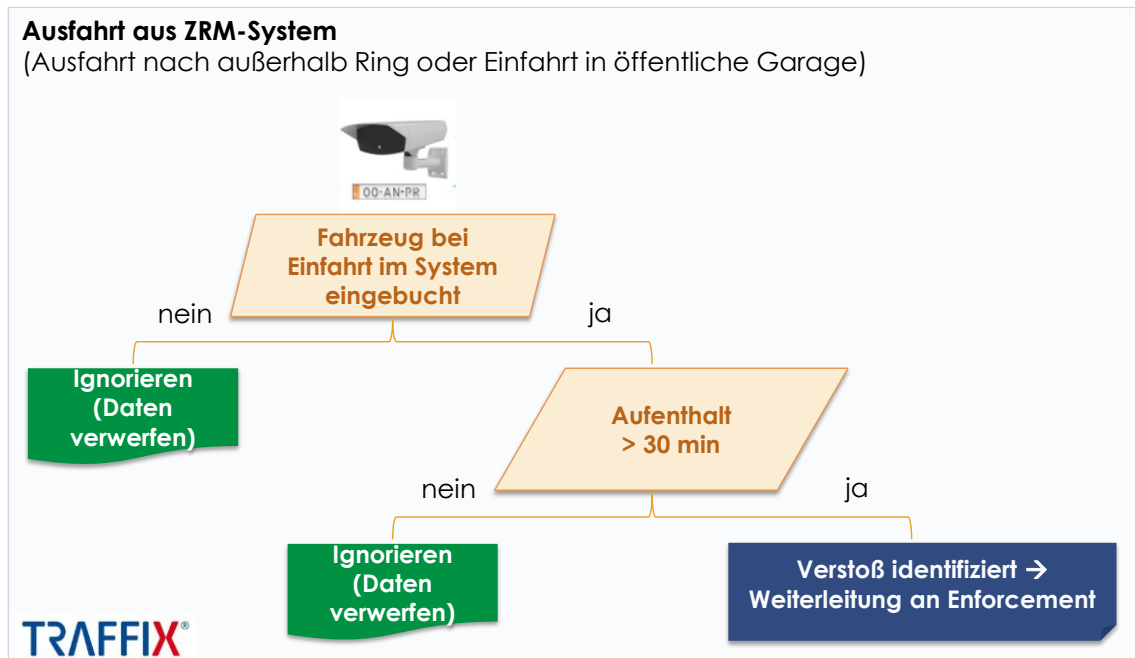 Ausfahrt aus ZRM-System
(Ausfahrt nach außerhalb Ring oder Einfahrt in öffentliche Garage)
00-AN-PR
Fahrzeug bei
Einfahrt im System
eingebucht
nein
ja
Ignorieren
(Daten
verwerfen)
Aufenthalt
> 30 min
nein
ja
Ignorieren
(Daten
verwerfen)
Verstoß identifiziert →
Weiterleitung an Enforcement
TRAFFIX®